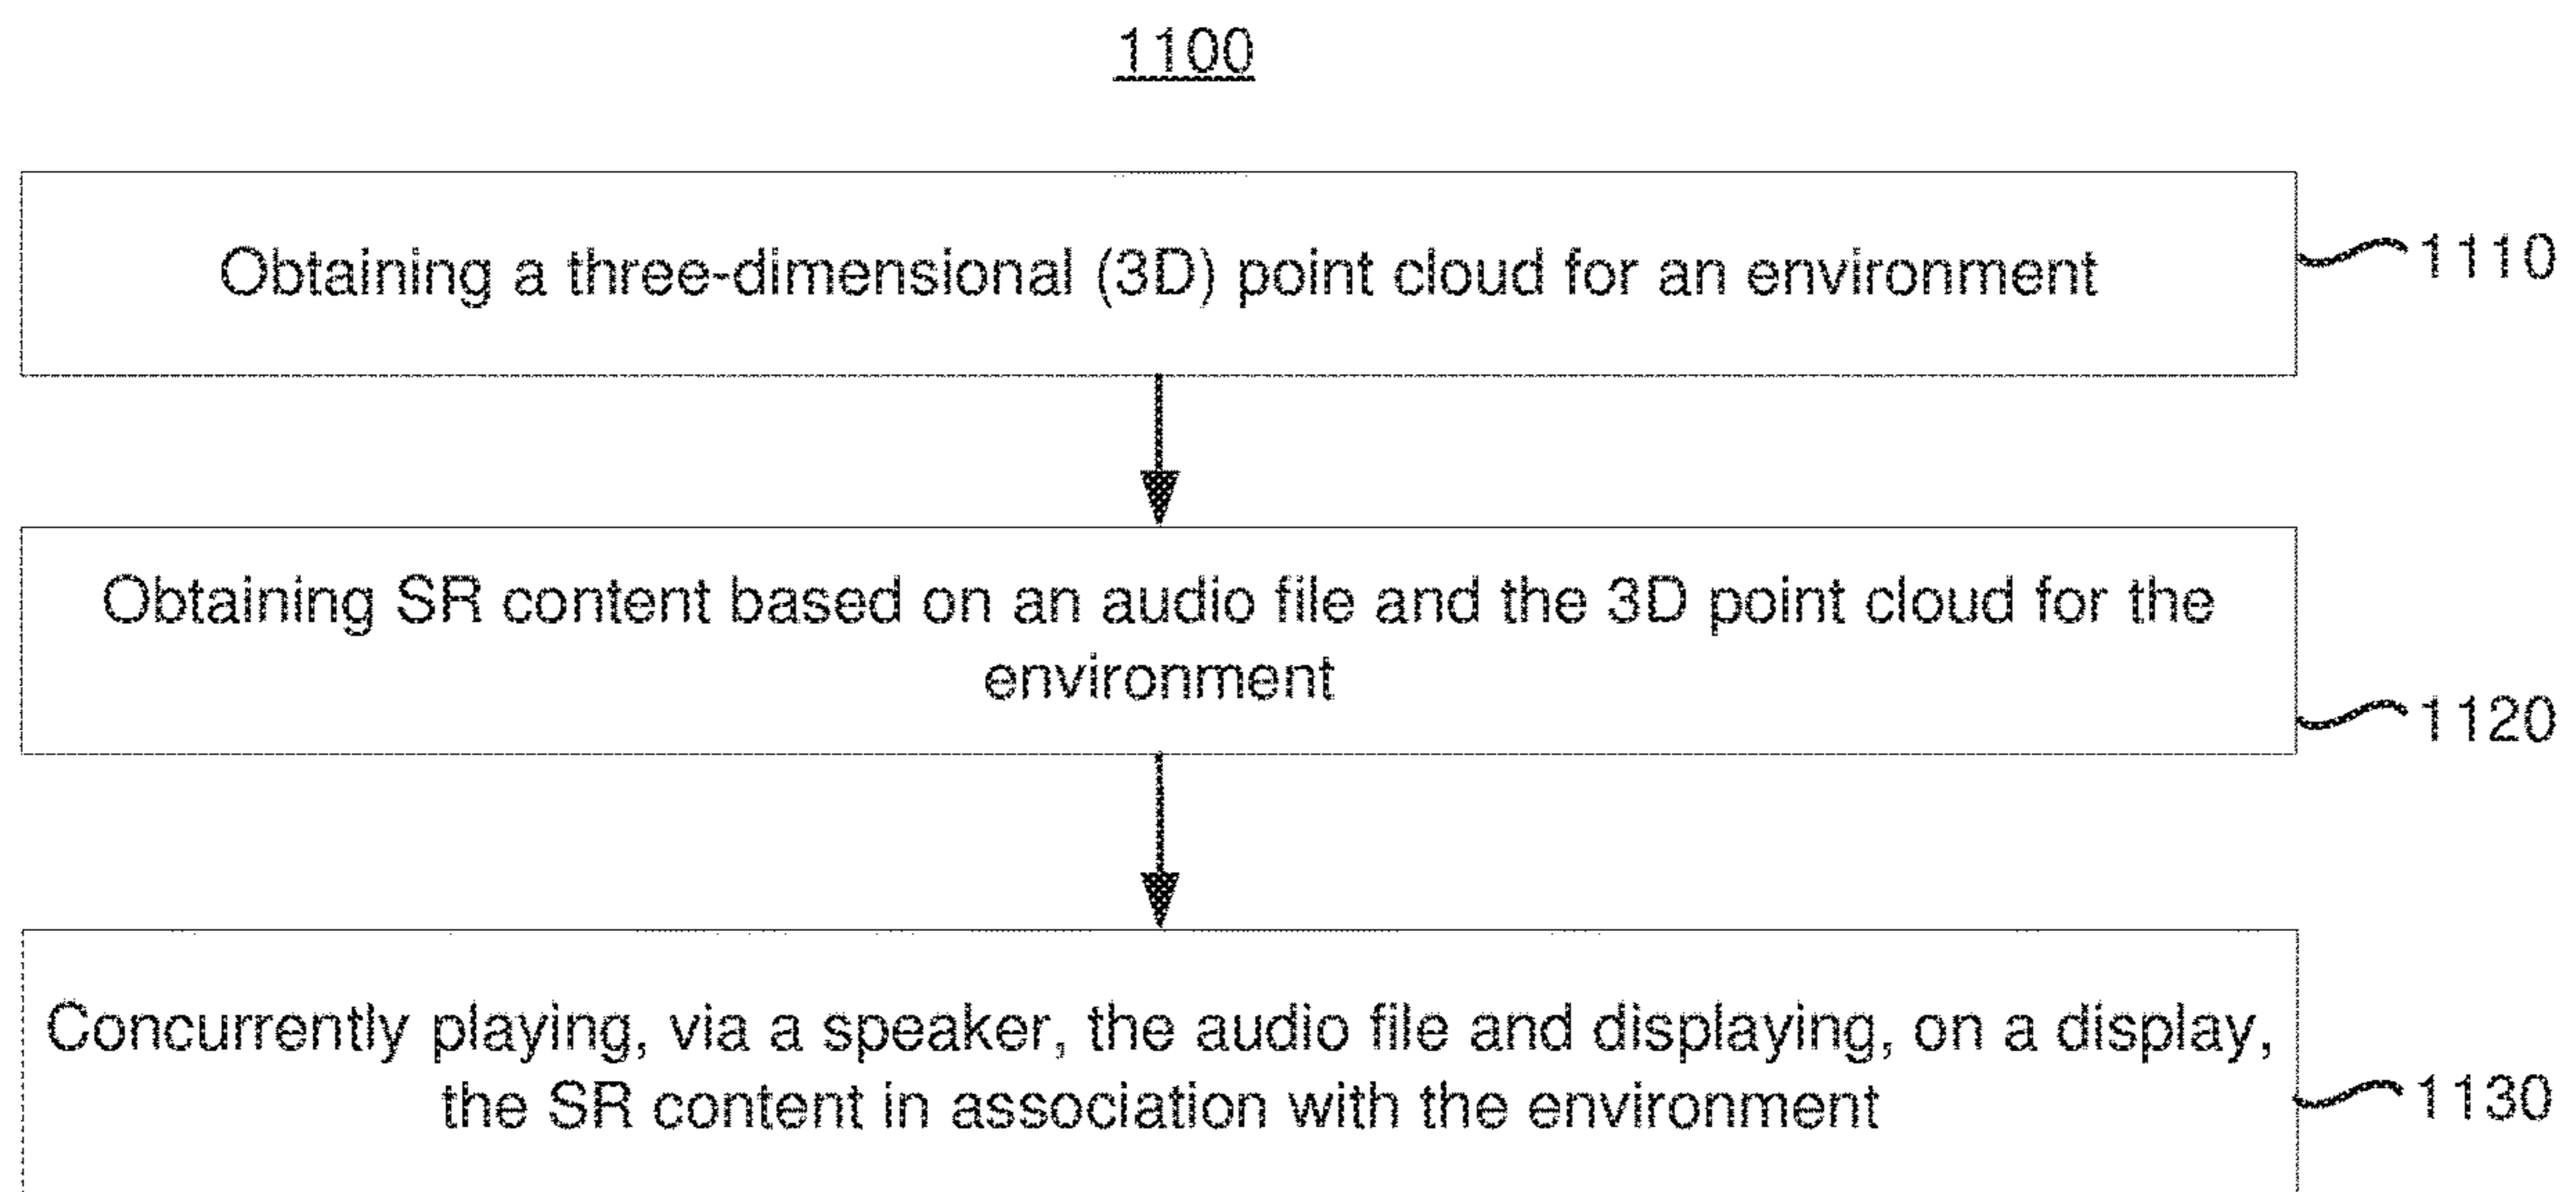 1100
Obtaining a three-dimensional (3D) point cloud for an environment
1110
Obtaining SR content based on an audio file and the 3D point cloud for the
environment
1120
Concurrently playing, via a speaker, the audio file and displaying, on a display,
the SR content in association with the environment
1130